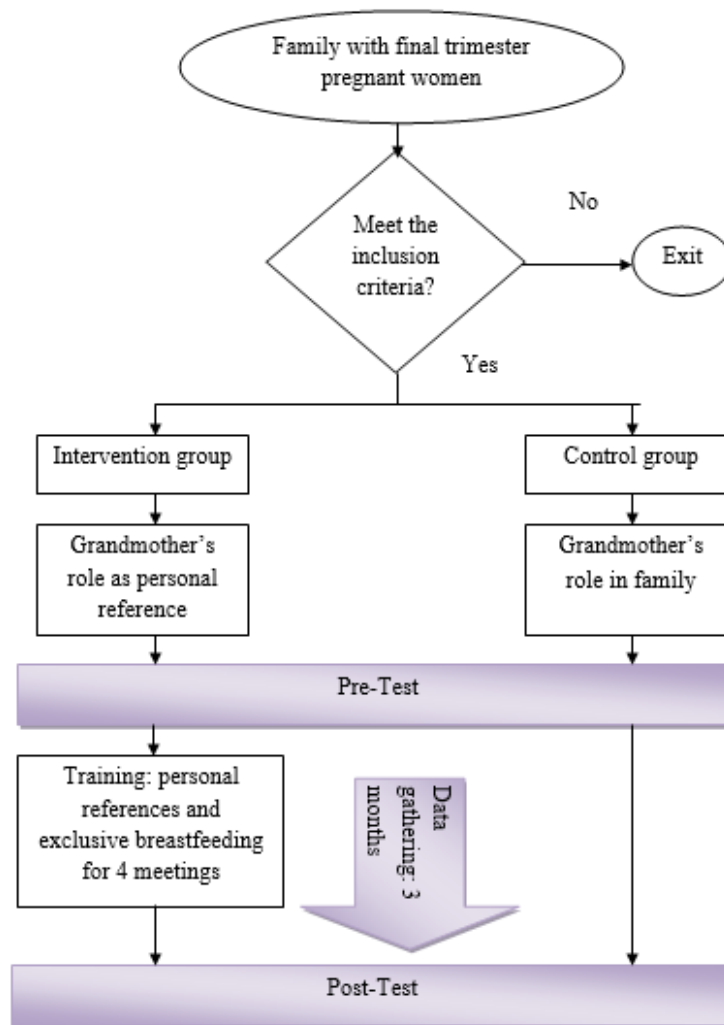 Family with final trimester
pregnant women
Meet the
inclusion
criteria?
No
Exit
Yes
Intervention group
Control group
Grandmother’s
role as personal
reference
Grandmother’s
role in family
Pre-Test
Training: personal
references and
exclusive breastfeeding
for 4 meetings
Data
gathering: 3
months
Post-Test